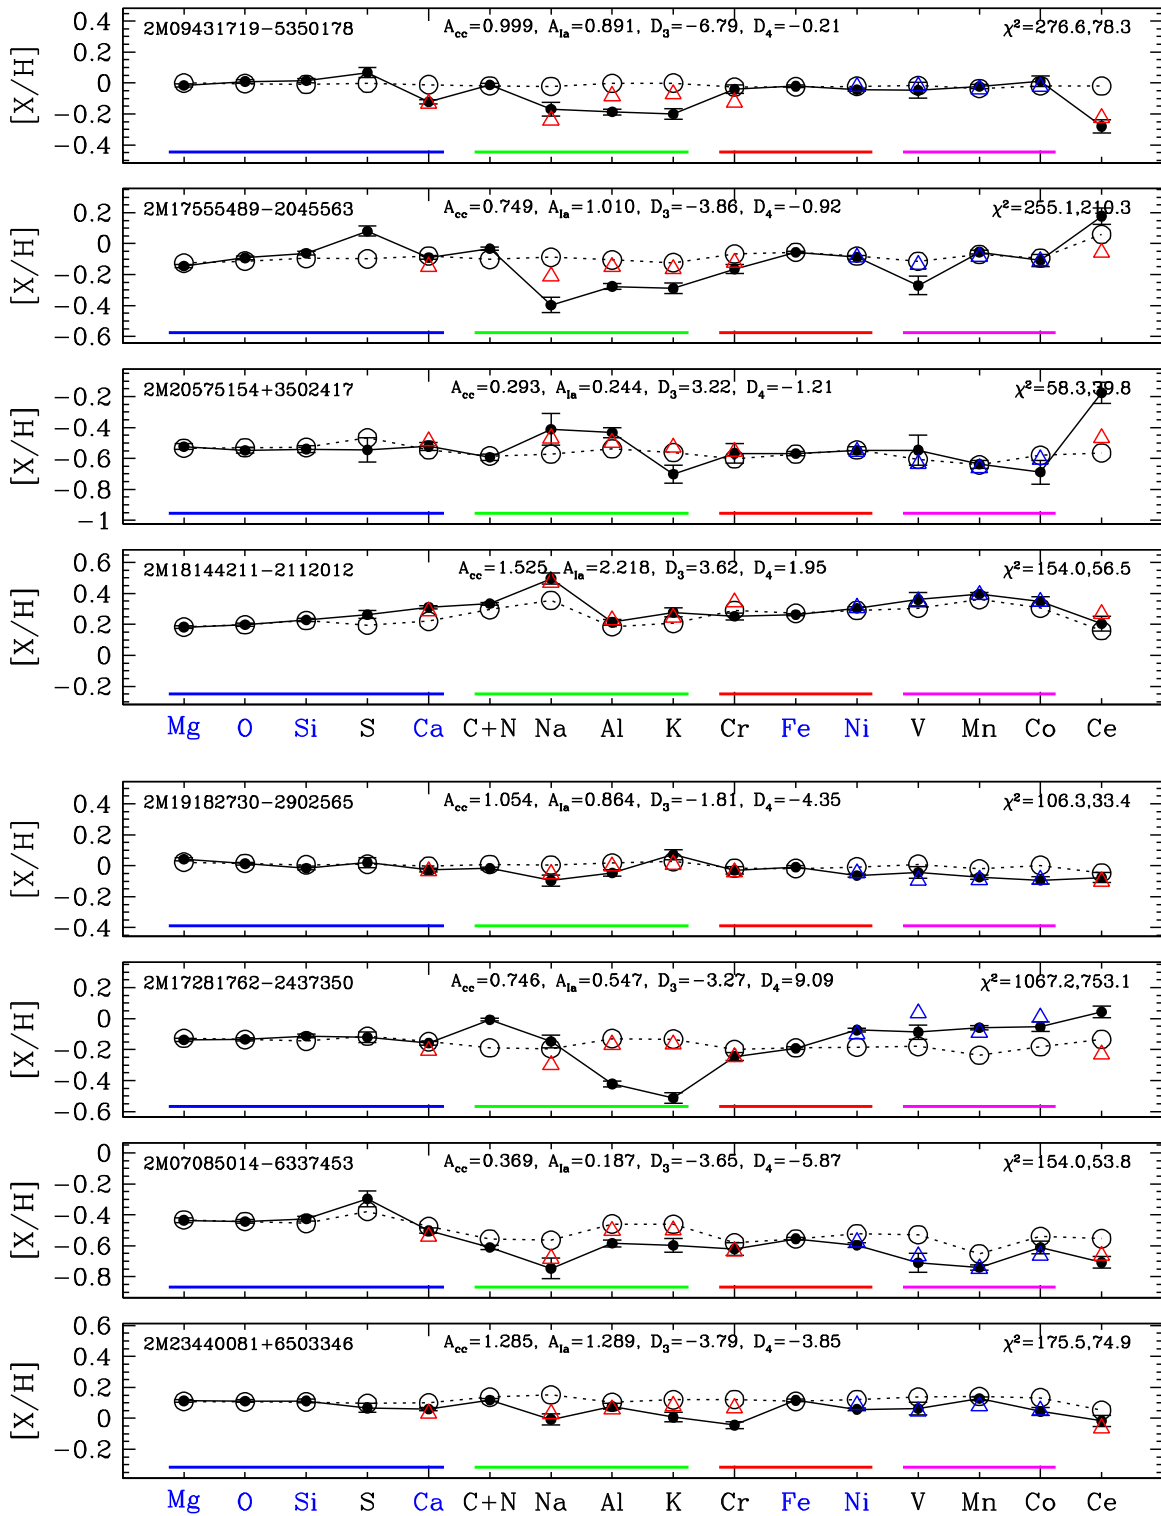 2M09431719−5350178 A_cc=0.999, A_Ia=0.891, D_3=−6.79, D_4=−0.21 χ²=276.6,78.3
[X/H]
0.4
0.2
0
−0.2
−0.4
2M17555489−2045563 A_cc=0.749, A_Ia=1.010, D_3=−3.86, D_4=−0.92 χ²=255.1,210.3
[X/H]
0.2
0
−0.2
−0.4
−0.6
2M20575154+3502417 A_cc=0.293, A_Ia=0.244, D_3=3.22, D_4=−1.21 χ²=58.3,39.8
[X/H]
−0.2
−0.4
−0.6
−0.8
−1
2M18144211−2112012 A_cc=1.525, A_Ia=2.218, D_3=3.62, D_4=1.95 χ²=154.0,56.5
[X/H]
0.6
0.4
0.2
0
−0.2
Mg O Si S Ca C+N Na Al K Cr Fe Ni V Mn Co Ce
2M19182730−2902565 A_cc=1.054, A_Ia=0.864, D_3=−1.81, D_4=−4.35 χ²=106.3,33.4
[X/H]
0.4
0.2
0
−0.2
−0.4
2M17281762−2437350 A_cc=0.746, A_Ia=0.547, D_3=−3.27, D_4=9.09 χ²=1067.2,753.1
[X/H]
0.2
0
−0.2
−0.4
−0.6
2M07085014−6337453 A_cc=0.369, A_Ia=0.187, D_3=−3.65, D_4=−5.87 χ²=154.0,53.8
[X/H]
0
−0.2
−0.4
−0.6
−0.8
2M23440081+6503346 A_cc=1.285, A_Ia=1.289, D_3=−3.79, D_4=−3.85 χ²=175.5,74.9
[X/H]
0.6
0.4
0.2
0
−0.2
Mg O Si S Ca C+N Na Al K Cr Fe Ni V Mn Co Ce